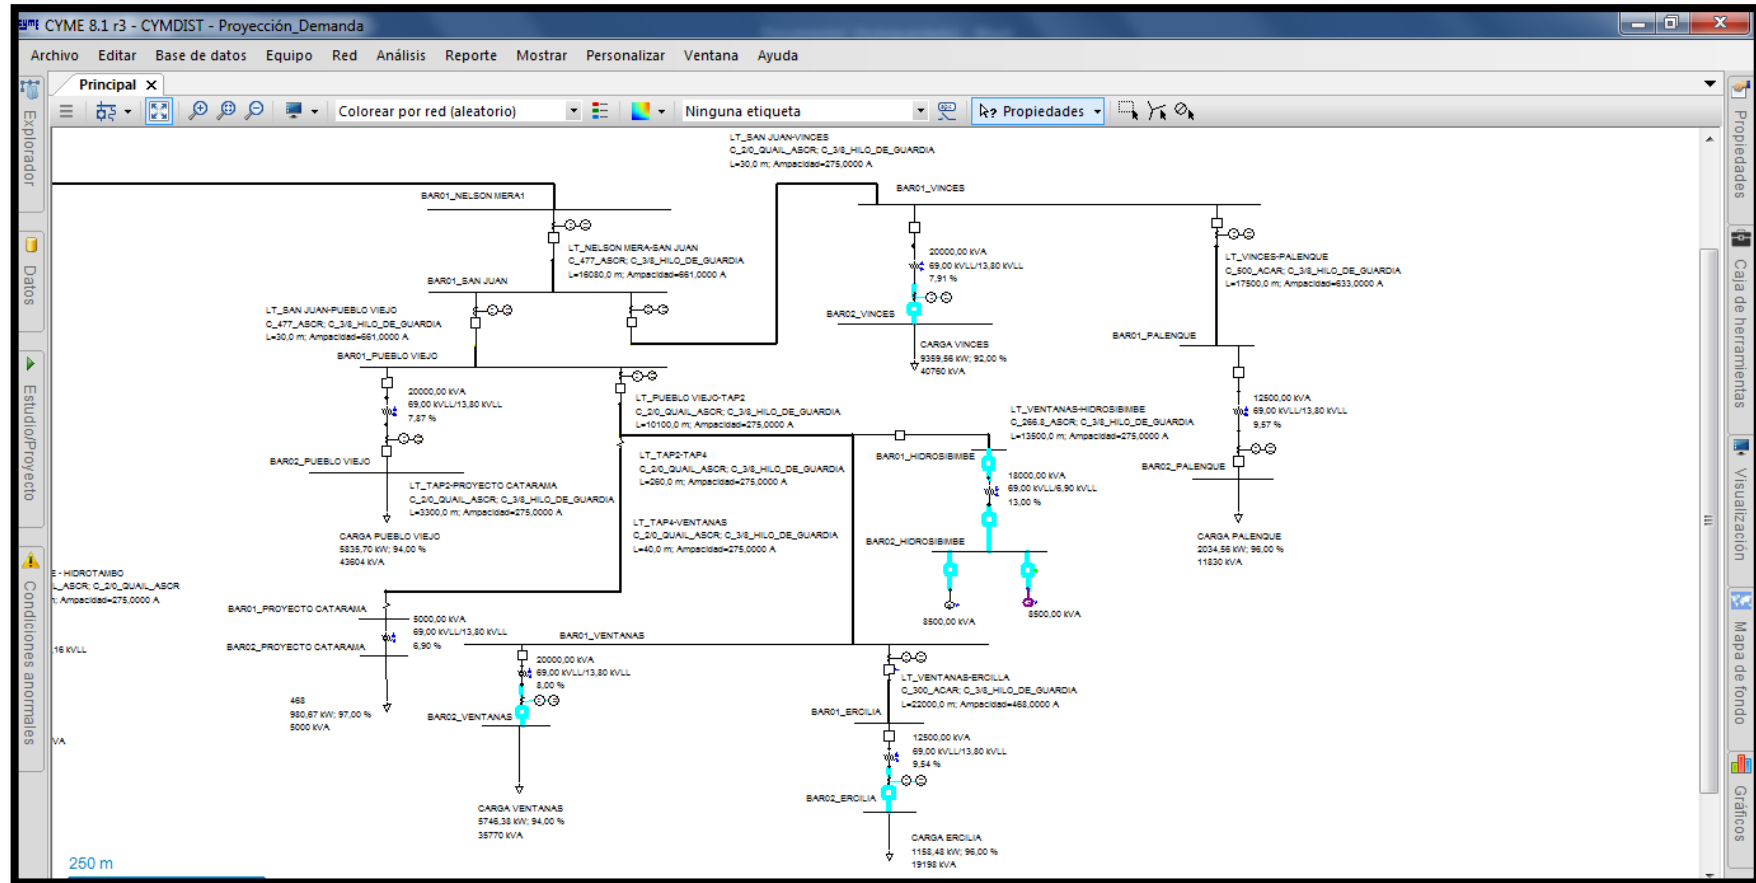 CYME 8.1 r3 - CYMDIST - Proyección_Demanda
Archivo Editar Base de datos Equipo Red Análisis Reporte Mostrar Personalizar Ventana Ayuda
Principal
Colorear por red (aleatorio)
Ninguna etiqueta
Propiedades
Explorador
Datos
Estudio/Proyecto
Condiciones anormales
Propiedades
Caja de herramientas
Visualización
Mapa de fondo
Gráficos
LT_SAN JUAN-VINCES
C_2/0_QUAIL_ASCR; C_3/8_HILO_DE_GUARDIA
L=30,0 m; Ampacidad=275,0000 A
BAR01_NELSON MERA1
BAR01_VINCES
LT_NELSON MERA-SAN JUAN
C_477_ASCR; C_3/8_HILO_DE_GUARDIA
L=16080,0 m; Ampacidad=661,0000 A
BAR01_SAN JUAN
20000,00 kVA
69,00 kVLL/13,80 kVLL
7,91 %
LT_VINCES-PALENQUE
C_500_ACAR; C_3/8_HILO_DE_GUARDIA
L=17500,0 m; Ampacidad=633,0000 A
LT_SAN JUAN-PUEBLO VIEJO
C_477_ASCR; C_3/8_HILO_DE_GUARDIA
L=30,0 m; Ampacidad=661,0000 A
BAR02_VINCES
BAR01_PUEBLO VIEJO
CARGA VINCES
9359,56 kW; 92,00 %
40760 kVA
BAR01_PALENQUE
20000,00 kVA
69,00 kVLL/13,80 kVLL
7,87 %
LT_PUEBLO VIEJO-TAP2
C_2/0_QUAIL_ASCR; C_3/8_HILO_DE_GUARDIA
L=10100,0 m; Ampacidad=275,0000 A
LT_VENTANAS-HIDROSIBIMBE
C_266.8_ASCR; C_3/8_HILO_DE_GUARDIA
L=13500,0 m; Ampacidad=275,0000 A
12500,00 kVA
69,00 kVLL/13,80 kVLL
9,57 %
BAR02_PUEBLO VIEJO
LT_TAP2-TAP4
C_2/0_QUAIL_ASCR; C_3/8_HILO_DE_GUARDIA
L=260,0 m; Ampacidad=275,0000 A
BAR01_HIDROSIBIMBE
BAR02_PALENQUE
18000,00 kVA
69,00 kVLL/6,90 kVLL
13,00 %
LT_TAP2-PROYECTO CATARAMA
C_2/0_QUAIL_ASCR; C_3/8_HILO_DE_GUARDIA
L=3300,0 m; Ampacidad=275,0000 A
LT_TAP4-VENTANAS
C_2/0_QUAIL_ASCR; C_3/8_HILO_DE_GUARDIA
L=40,0 m; Ampacidad=275,0000 A
CARGA PUEBLO VIEJO
5835,70 kW; 94,00 %
43604 kVA
BAR02_HIDROSIBIMBE
CARGA PALENQUE
2034,56 kW; 96,00 %
11830 kVA
E - HIDROTAMBO
L_ASCR; C_2/0_QUAIL_ASCR
; Ampacidad=275,0000 A
BAR01_PROYECTO CATARAMA
5000,00 kVA
69,00 kVLL/13,80 kVLL
6,90 %
8500,00 kVA
8500,00 kVA
BAR02_PROYECTO CATARAMA
BAR01_VENTANAS
,16 kVLL
20000,00 kVA
69,00 kVLL/13,80 kVLL
8,00 %
LT_VENTANAS-ERCILLA
C_300_ACAR; C_3/8_HILO_DE_GUARDIA
L=22000,0 m; Ampacidad=468,0000 A
468
980,67 kW; 97,00 %
5000 kVA
BAR02_VENTANAS
BAR01_ERCILIA
VA
12500,00 kVA
69,00 kVLL/13,80 kVLL
9,54 %
BAR02_ERCILIA
CARGA VENTANAS
5746,38 kW; 94,00 %
35770 kVA
CARGA ERCILIA
1158,48 kW; 96,00 %
19198 kVA
250 m